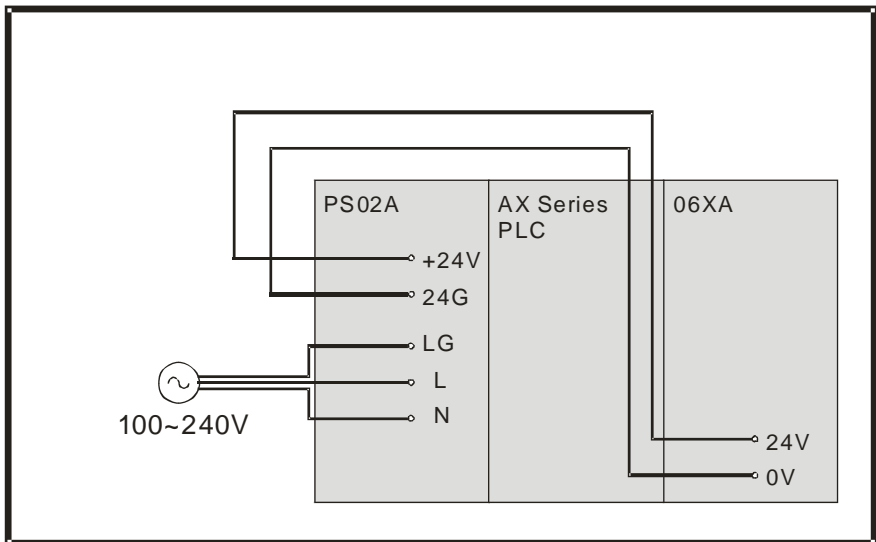 PS02A
AX Series
PLC
06XA
+24V
24G
LG
L
N
100~240V
24V
0V